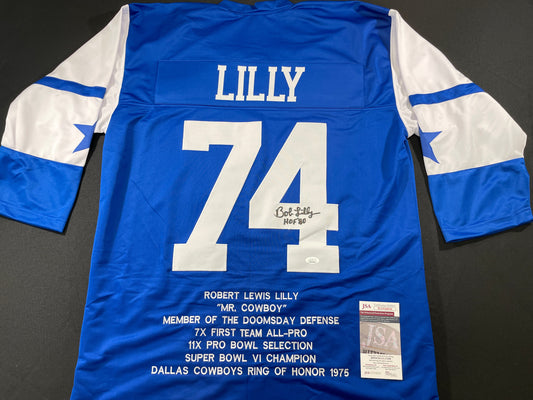 LILLY
74
Bob Lilly
HOF 80
ROBERT LEWIS LILLY
"MR. COWBOY"
MEMBER OF THE DOOMSDAY DEFENSE
7X FIRST TEAM ALL-PRO
11X PRO BOWL SELECTION
SUPER BOWL VI CHAMPION
DALLAS COWBOYS RING OF HONOR 1975
JSA
JSA